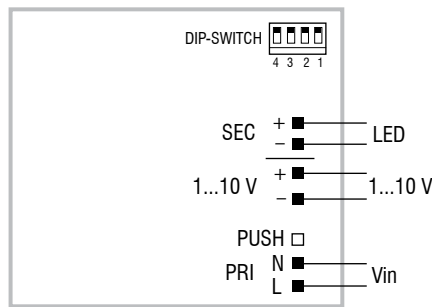 DIP-SWITCH
4 3 2 1
SEC + LED
−
+
1...10 V 1...10 V
−
PUSH
PRI N Vin
L